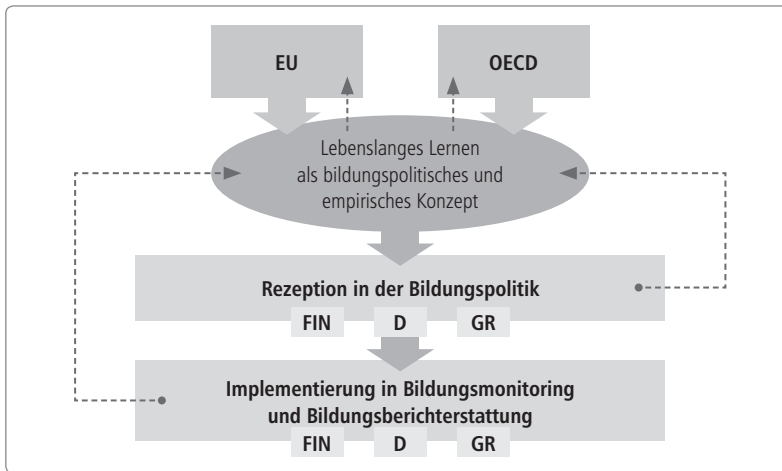 EU
OECD
Lebenslanges Lernen
als bildungspolitisches und
empirisches Konzept
Rezeption in der Bildungspolitik
FIN D GR
Implementierung in Bildungsmonitoring
und Bildungsberichterstattung
FIN D GR